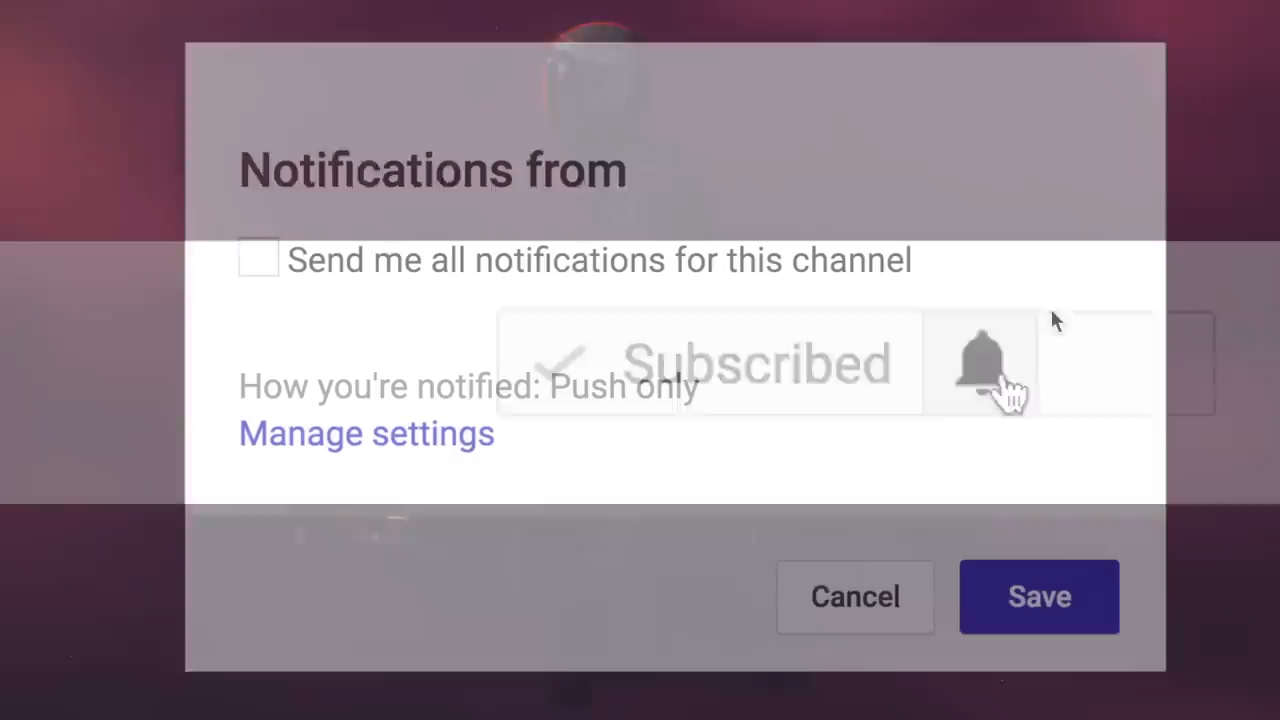 Notifications from
Send me all notifications for this channel
Subscribed
How you're notified: Push only
Manage settings
Cancel
Save